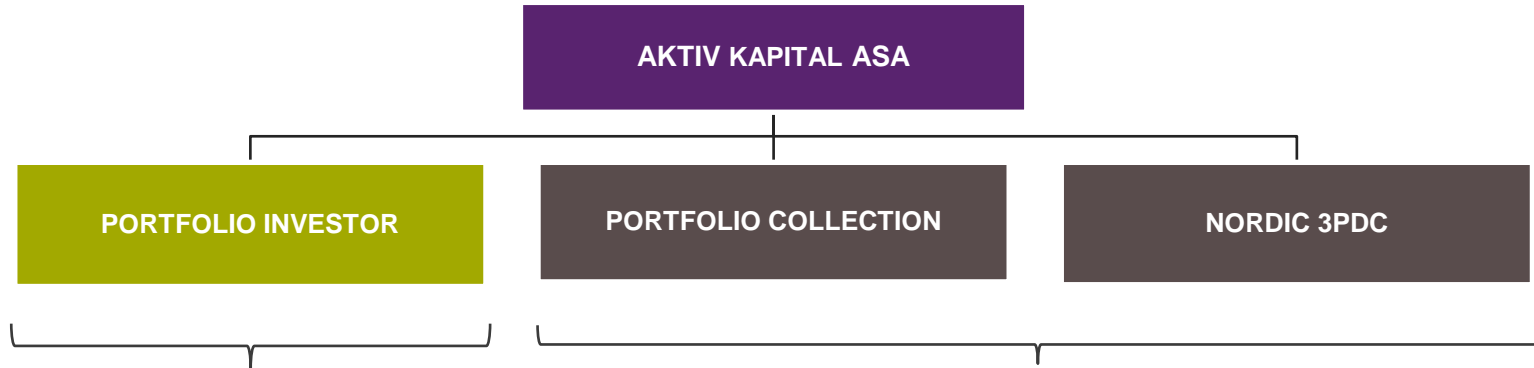 AKTIV KAPITAL ASA
PORTFOLIO INVESTOR
PORTFOLIO COLLECTION
NORDIC 3PDC